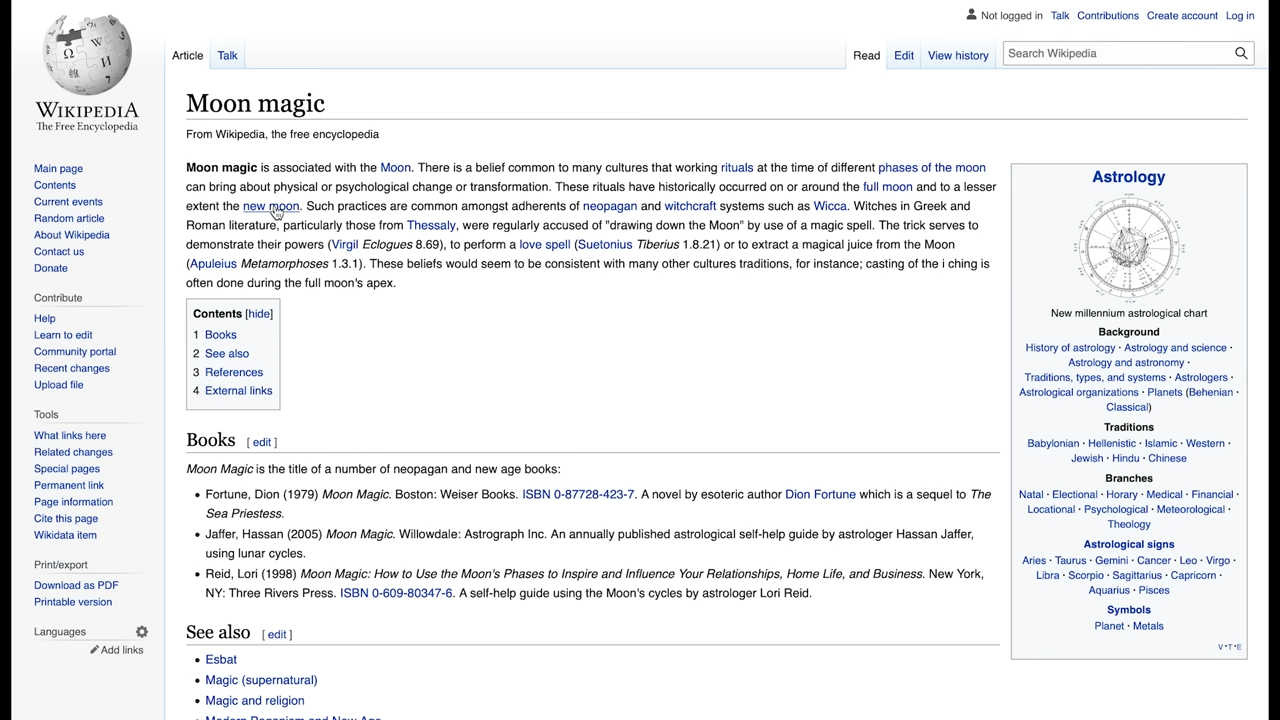 Not logged in Talk Contributions Create account Log in
Article Talk Read Edit View history Search Wikipedia
WIKIPEDIA
The Free Encyclopedia
Main page
Contents
Current events
Random article
About Wikipedia
Contact us
Donate
Contribute
Help
Learn to edit
Community portal
Recent changes
Upload file
Tools
What links here
Related changes
Special pages
Permanent link
Page information
Cite this page
Wikidata item
Print/export
Download as PDF
Printable version
Languages
Add links
Moon magic
From Wikipedia, the free encyclopedia
Moon magic is associated with the Moon. There is a belief common to many cultures that working rituals at the time of different phases of the moon
can bring about physical or psychological change or transformation. These rituals have historically occurred on or around the full moon and to a lesser
extent the new moon. Such practices are common amongst adherents of neopagan and witchcraft systems such as Wicca. Witches in Greek and
Roman literature, particularly those from Thessaly, were regularly accused of "drawing down the Moon" by use of a magic spell. The trick serves to
demonstrate their powers (Virgil Eclogues 8.69), to perform a love spell (Suetonius Tiberius 1.8.21) or to extract a magical juice from the Moon
(Apuleius Metamorphoses 1.3.1). These beliefs would seem to be consistent with many other cultures traditions, for instance; casting of the i ching is
often done during the full moon's apex.
Contents [hide]
1 Books
2 See also
3 References
4 External links
Books [ edit ]
Moon Magic is the title of a number of neopagan and new age books:
• Fortune, Dion (1979) Moon Magic. Boston: Weiser Books. ISBN 0-87728-423-7. A novel by esoteric author Dion Fortune which is a sequel to The
Sea Priestess.
• Jaffer, Hassan (2005) Moon Magic. Willowdale: Astrograph Inc. An annually published astrological self-help guide by astrologer Hassan Jaffer,
using lunar cycles.
• Reid, Lori (1998) Moon Magic: How to Use the Moon's Phases to Inspire and Influence Your Relationships, Home Life, and Business. New York,
NY: Three Rivers Press. ISBN 0-609-80347-6. A self-help guide using the Moon's cycles by astrologer Lori Reid.
See also [ edit ]
• Esbat
• Magic (supernatural)
• Magic and religion
• Modern Paganism and New Age
Astrology
New millennium astrological chart
Background
History of astrology · Astrology and science ·
Astrology and astronomy ·
Traditions, types, and systems · Astrologers ·
Astrological organizations · Planets (Behenian ·
Classical)
Traditions
Babylonian · Hellenistic · Islamic · Western ·
Jewish · Hindu · Chinese
Branches
Natal · Electional · Horary · Medical · Financial ·
Locational · Psychological · Meteorological ·
Theology
Astrological signs
Aries · Taurus · Gemini · Cancer · Leo · Virgo ·
Libra · Scorpio · Sagittarius · Capricorn ·
Aquarius · Pisces
Symbols
Planet · Metals
V · T · E